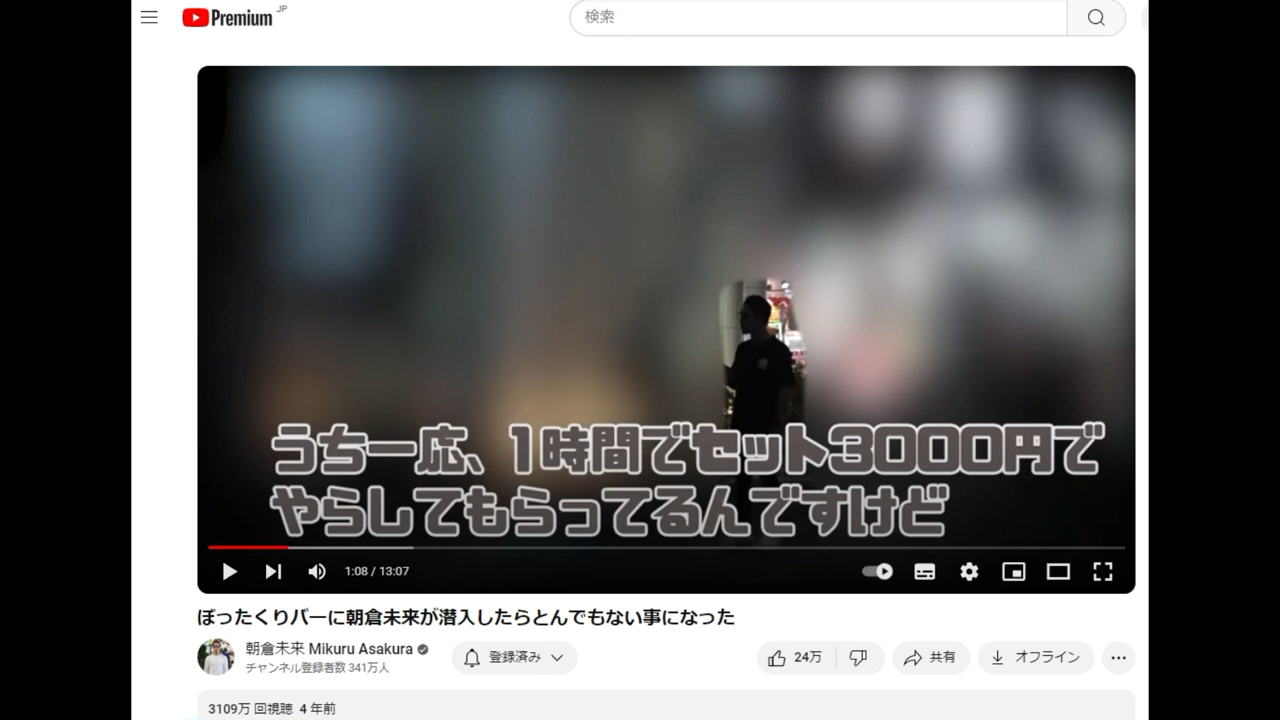 Premium JP
検索
うち一応、1時間でセット3000円で
やらしてもらってるんですけど
1:08 / 13:07
ぼったくりバーに朝倉未来が潜入したらとんでもない事になった
朝倉未来 Mikuru Asakura
チャンネル登録者数 341万人
登録済み
24万
共有
オフライン
3109万 回視聴 4 年前